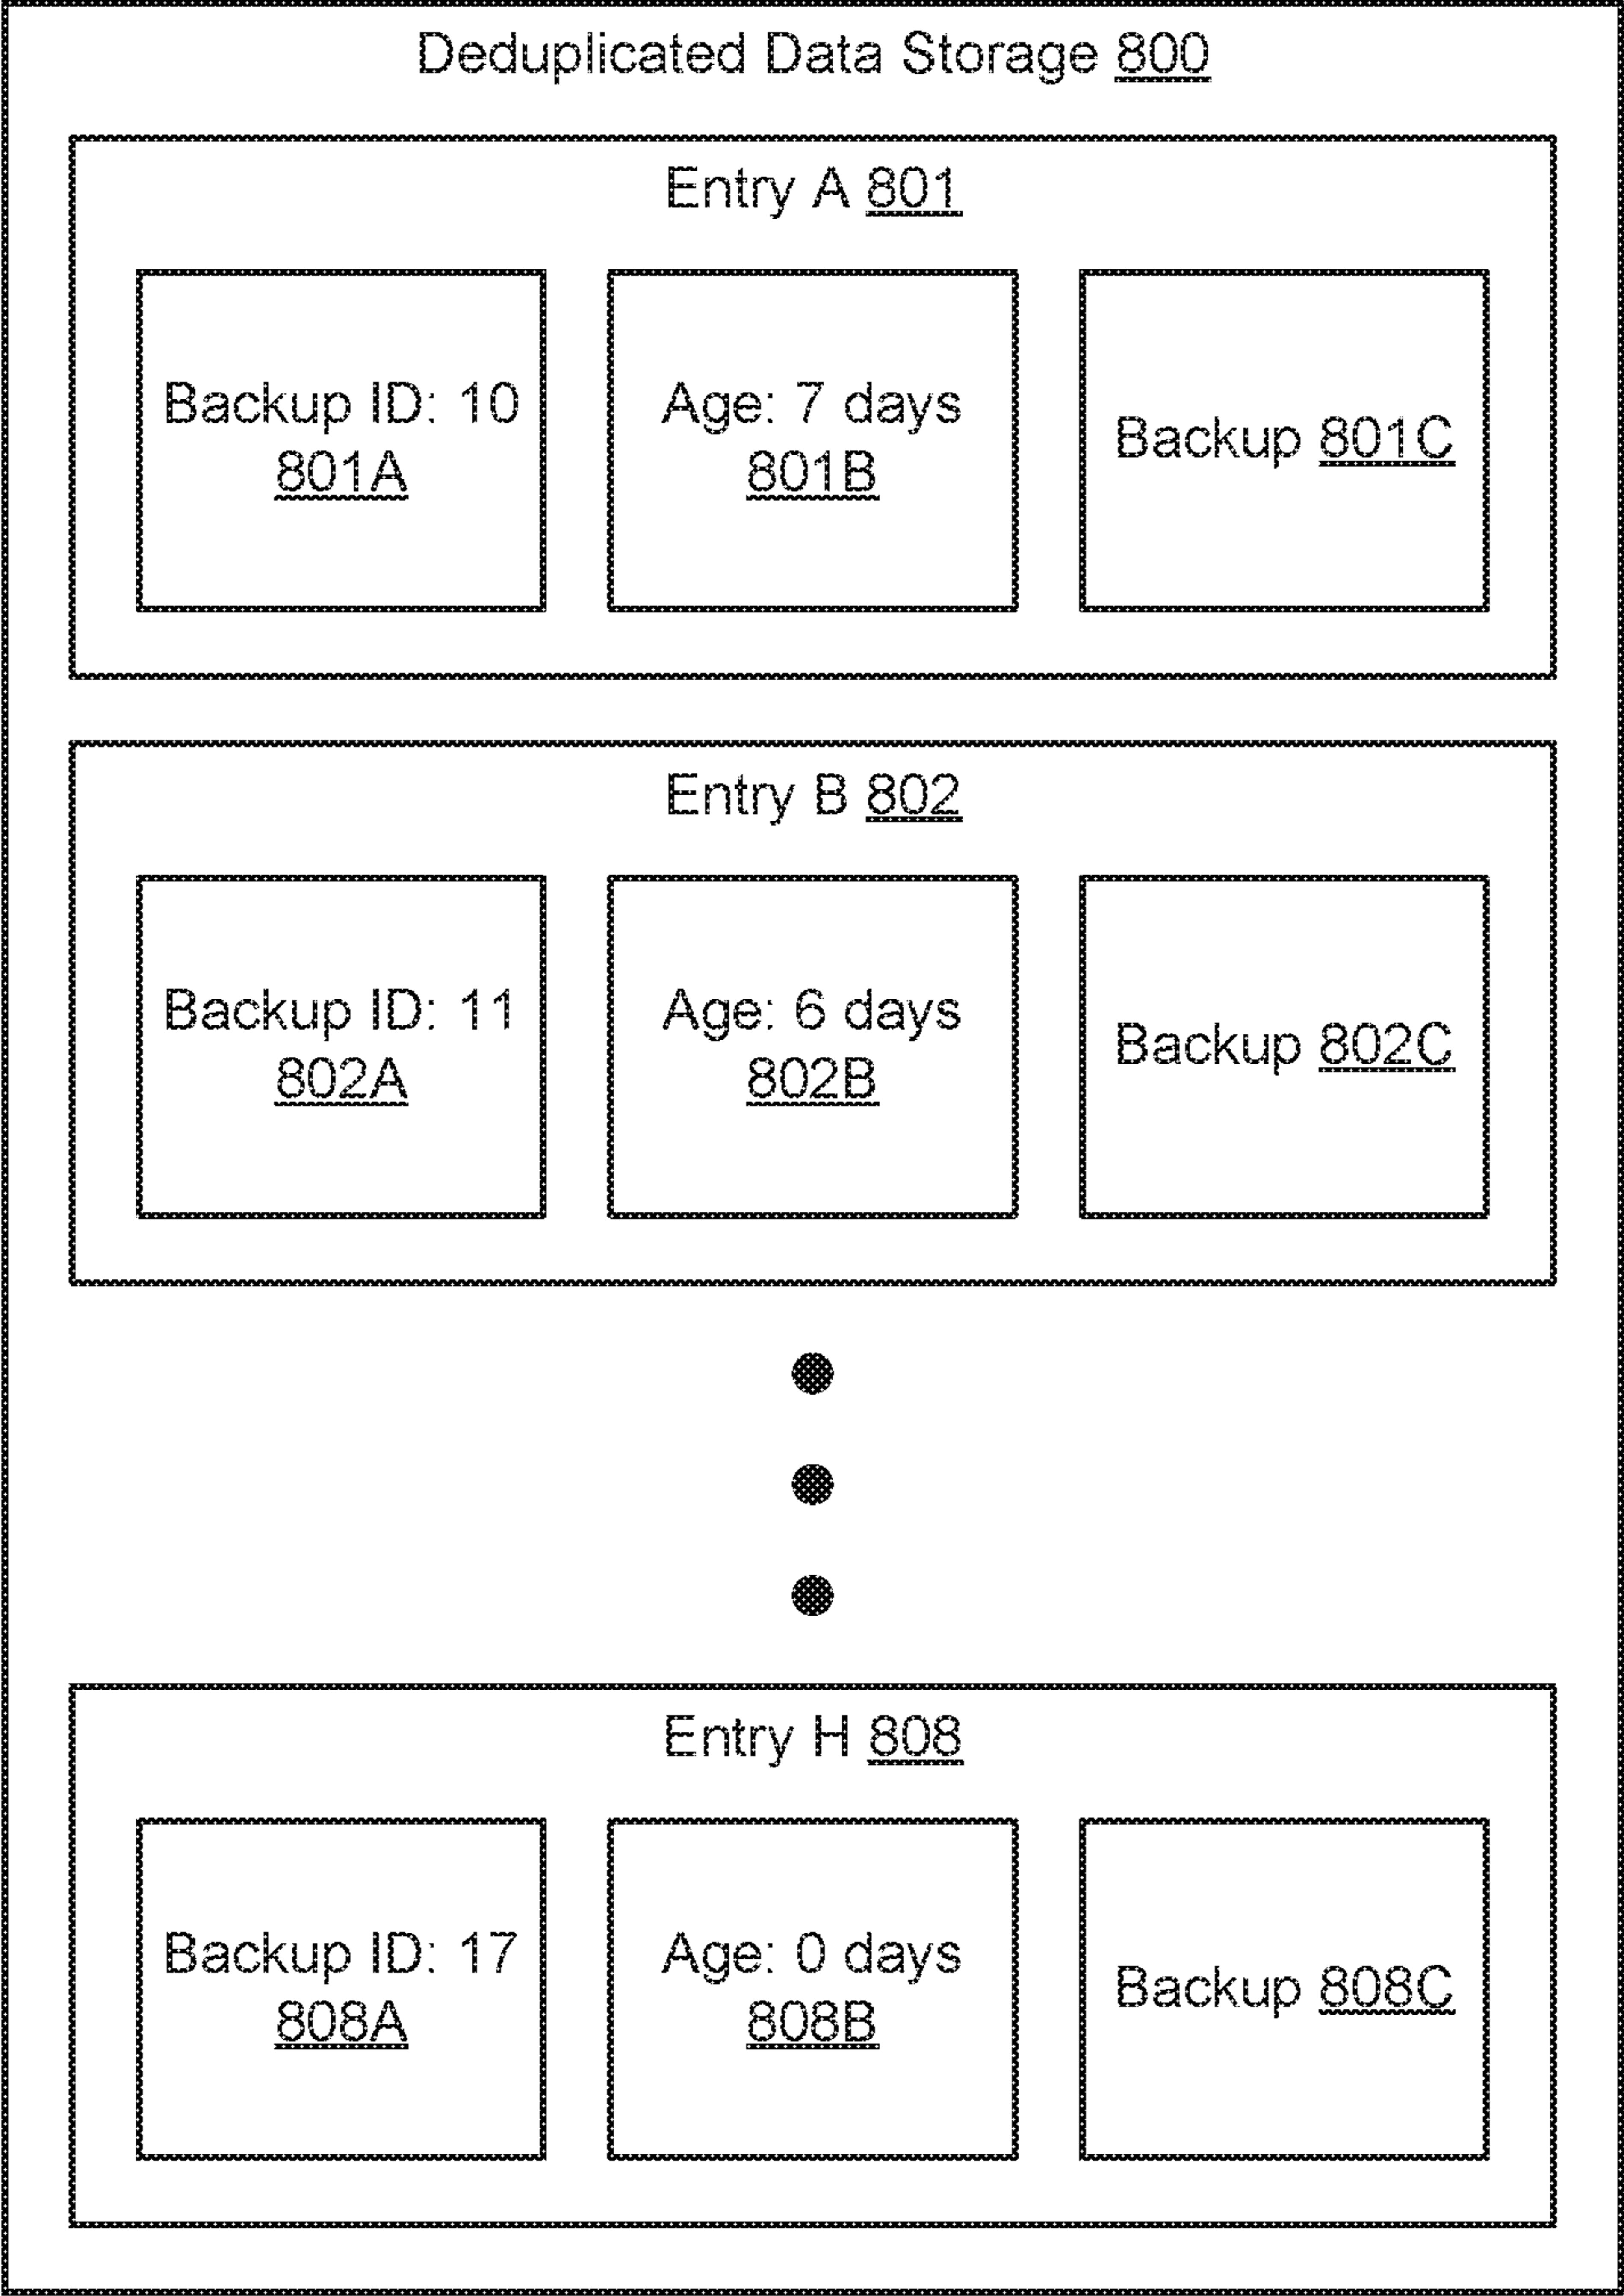 Deduplicated Data Storage 800
Entry A 801
Backup ID: 10
801A
Age: 7 days
801B
Backup 801C
Entry B 802
Backup ID: 11
802A
Age: 6 days
802B
Backup 802C
Entry H 808
Backup ID: 17
808A
Age: 0 days
808B
Backup 808C